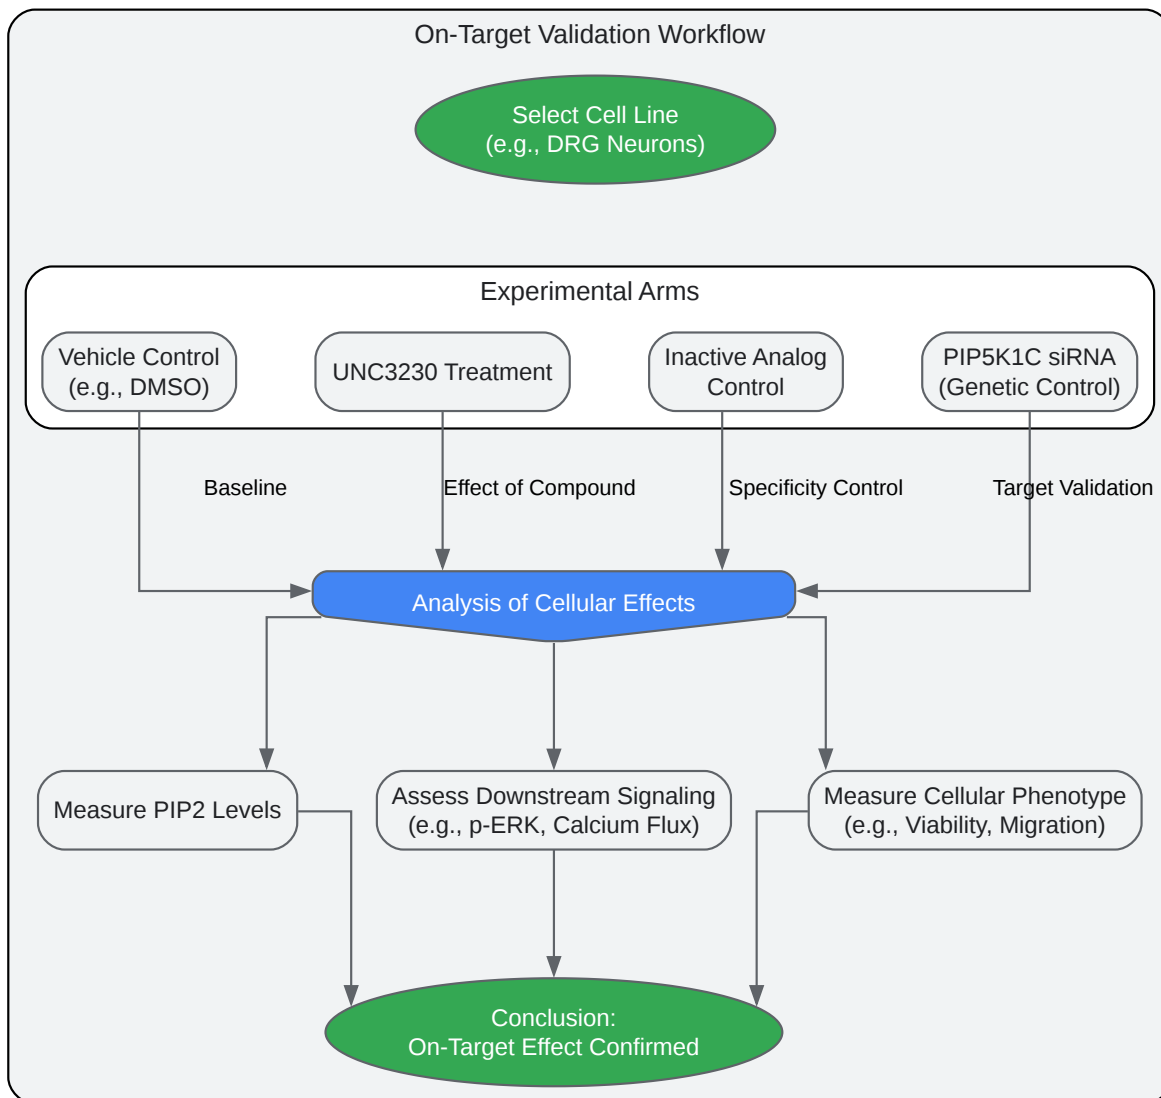 On-Target Validation Workflow
Select Cell Line
(e.g., DRG Neurons)
Experimental Arms
Vehicle Control
(e.g., DMSO)
UNC3230 Treatment
Inactive Analog
Control
PIP5K1C siRNA
(Genetic Control)
Baseline
Effect of Compound
Specificity Control
Target Validation
Analysis of Cellular Effects
Measure PIP2 Levels
Assess Downstream Signaling
(e.g., p-ERK, Calcium Flux)
Measure Cellular Phenotype
(e.g., Viability, Migration)
Conclusion:
On-Target Effect Confirmed